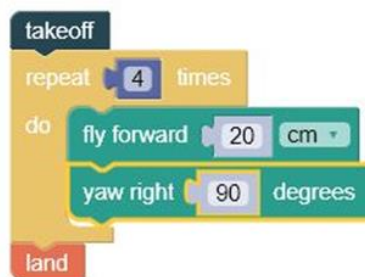 takeoff
repeat 4 times
do
fly forward 20 cm
yaw right 90 degrees
land